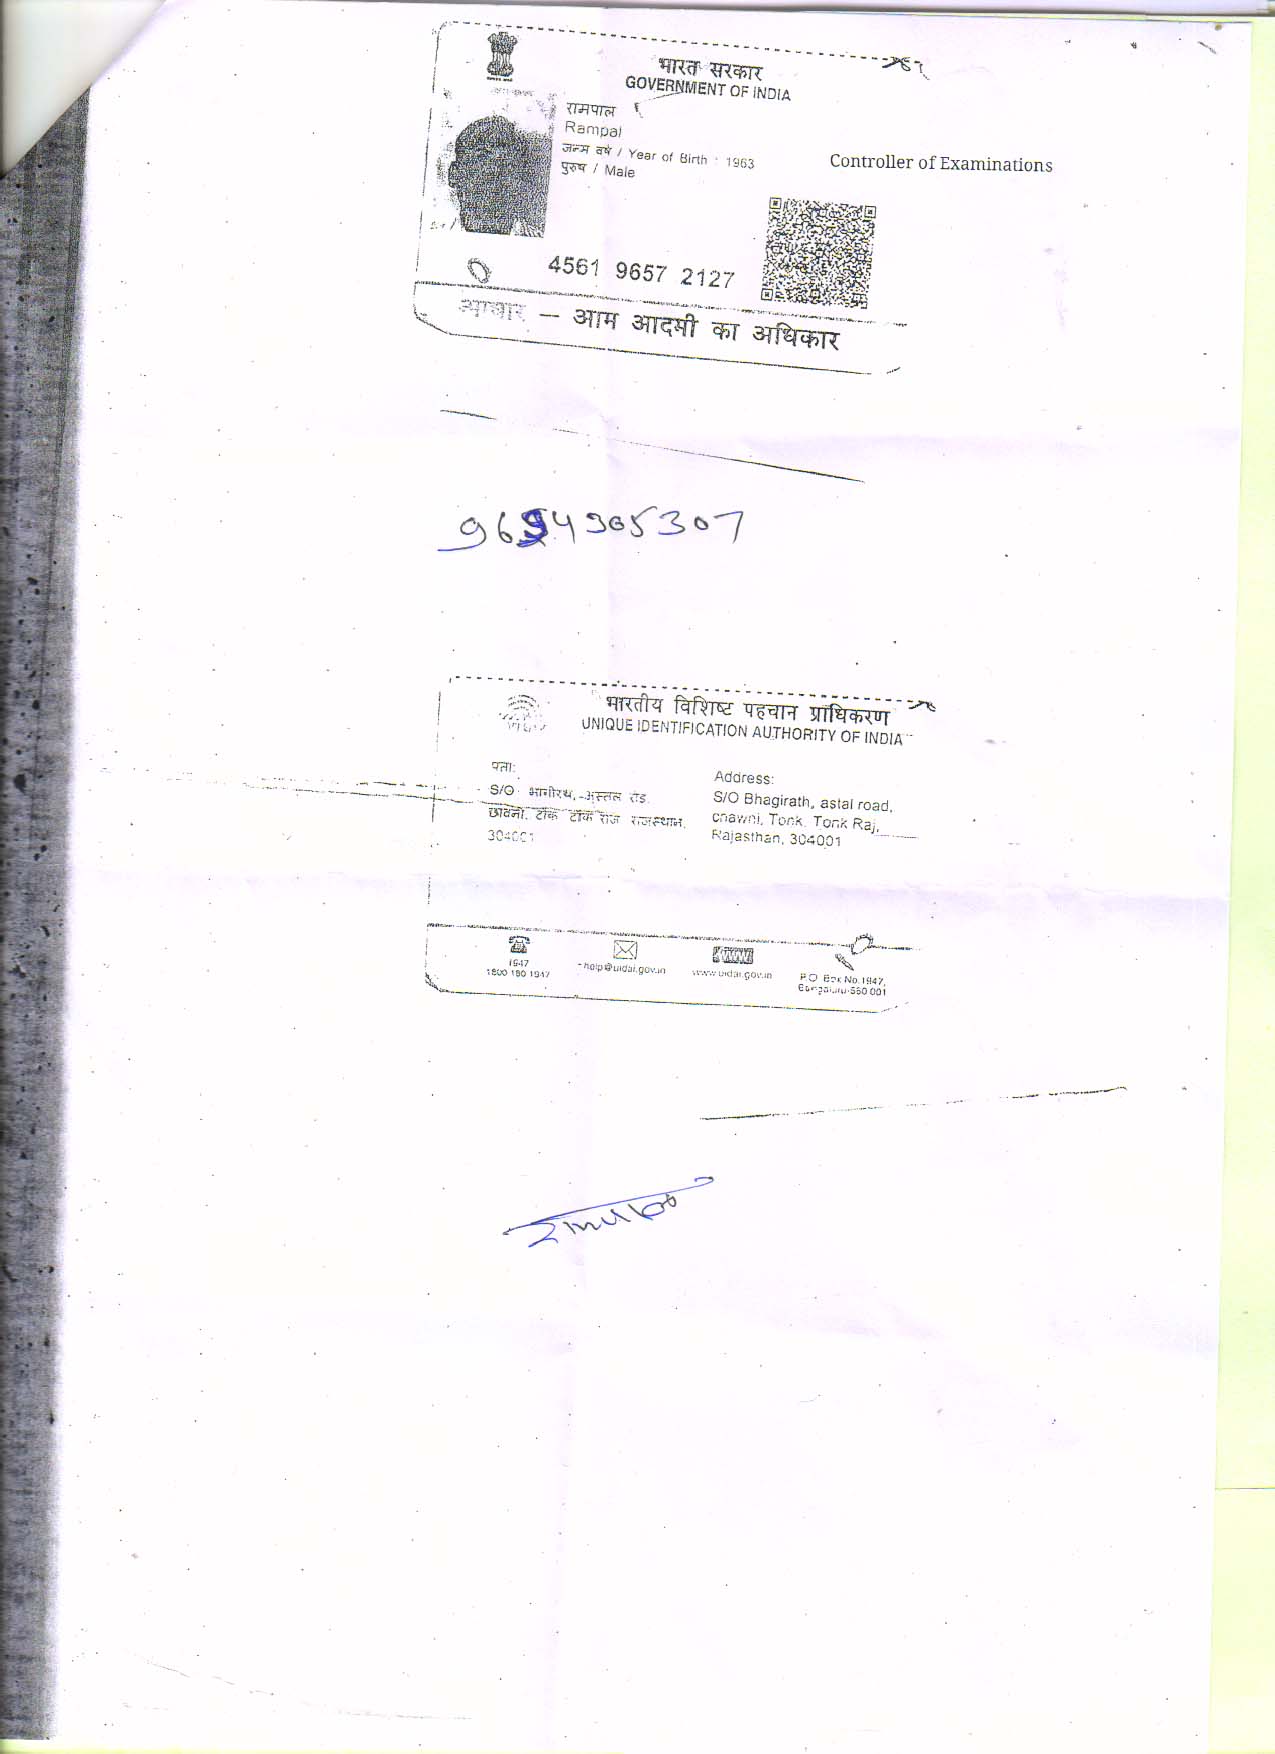 भारत सरकार
GOVERNMENT OF INDIA
रामपाल
Rampal
जन्म वर्ष / Year of Birth : 1963
पुरुष / Male
Controller of Examinations
4561 9657 2127
आधार – आम आदमी का अधिकार
भारतीय विशिष्ट पहचान प्राधिकरण
UNIQUE IDENTIFICATION AUTHORITY OF INDIA
पता:
S/O भागीरथ, अस्तल रोड,
छावनी, टोंक टोंक राज राजस्थान,
304001
Address:
S/O Bhagirath, astal road,
chawni, Tonk, Tonk Raj,
Rajasthan, 304001
1947
1800 180 1947
help@uidai.gov.in
www.uidai.gov.in
P.O. Box No.1947,
Bengaluru-560 001
रामपाल